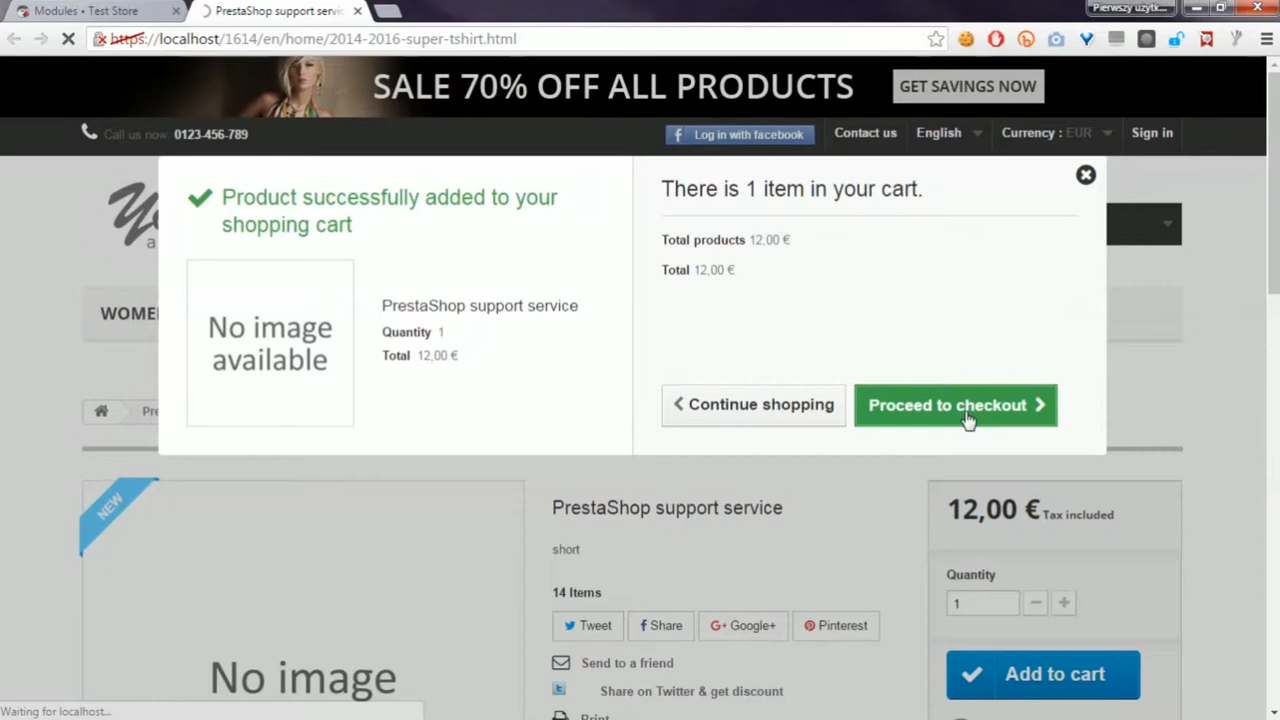 Modules • Test Store
PrestaShop support servic
Pierwszy użytk...
https://localhost/1614/en/home/2014-2016-super-tshirt.html
SALE 70% OFF ALL PRODUCTS
GET SAVINGS NOW
Call us now: 0123-456-789
Log in with facebook
Contact us
English
Currency : EUR
Sign in
Product successfully added to your
shopping cart
No image
available
PrestaShop support service
Quantity 1
Total 12,00 €
There is 1 item in your cart.
Total products 12,00 €
Total 12,00 €
Continue shopping
Proceed to checkout
WOME
Pre
NEW
No image
PrestaShop support service
short
14 Items
Tweet
Share
Google+
Pinterest
Send to a friend
Share on Twitter & get discount
Print
12,00 € Tax included
Quantity
1
Add to cart
Waiting for localhost...